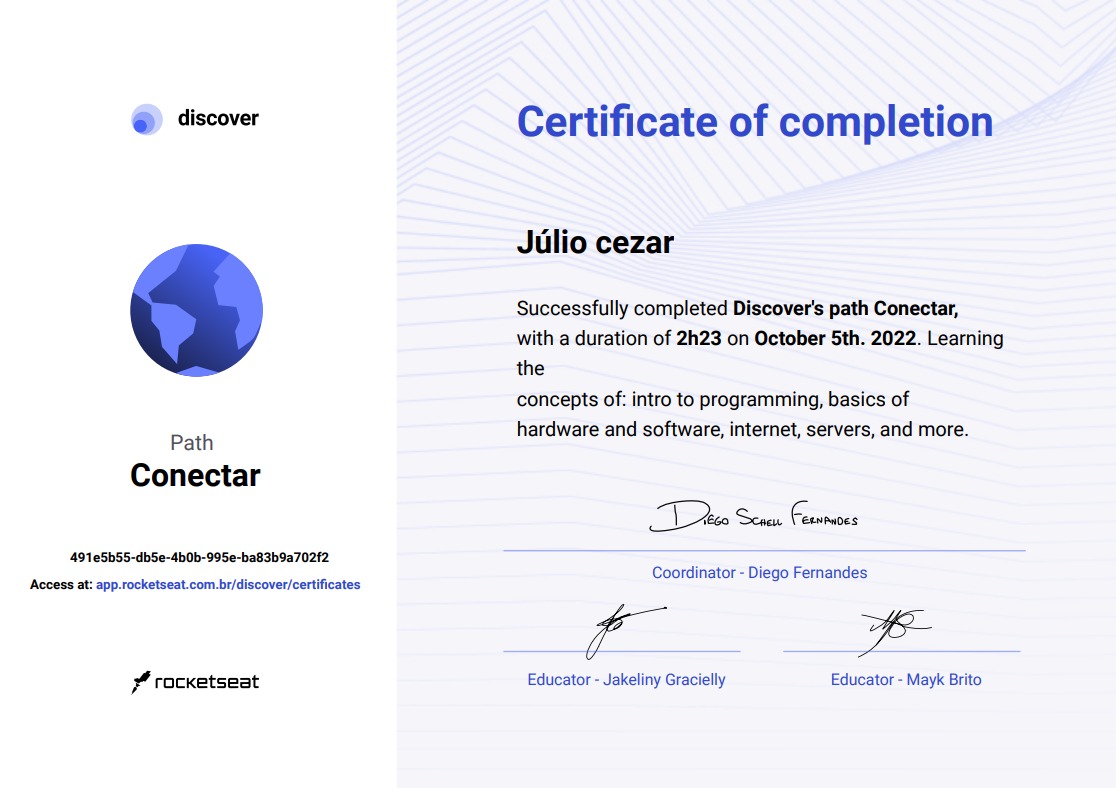 discover
Path
Conectar
491e5b55-db5e-4b0b-995e-ba83b9a702f2
Access at: app.rocketseat.com.br/discover/certificates
rocketseat
Certificate of completion
Júlio cezar
Successfully completed Discover's path Conectar,
with a duration of 2h23 on October 5th. 2022. Learning
the
concepts of: intro to programming, basics of
hardware and software, internet, servers, and more.
Diego Schell Fernandes
Coordinator - Diego Fernandes
Educator - Jakeliny Gracielly
Educator - Mayk Brito